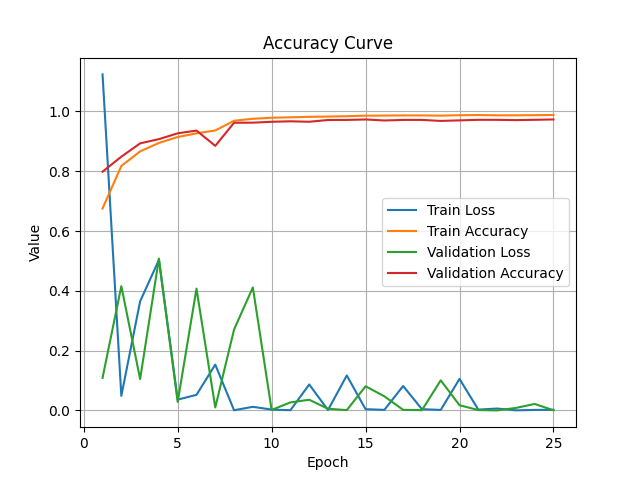 Accuracy Curve
1.0
0.8
0.6
0.4
0.2
0.0
Value
Train Loss
Train Accuracy
Validation Loss
Validation Accuracy
0 5 10 15 20 25
Epoch